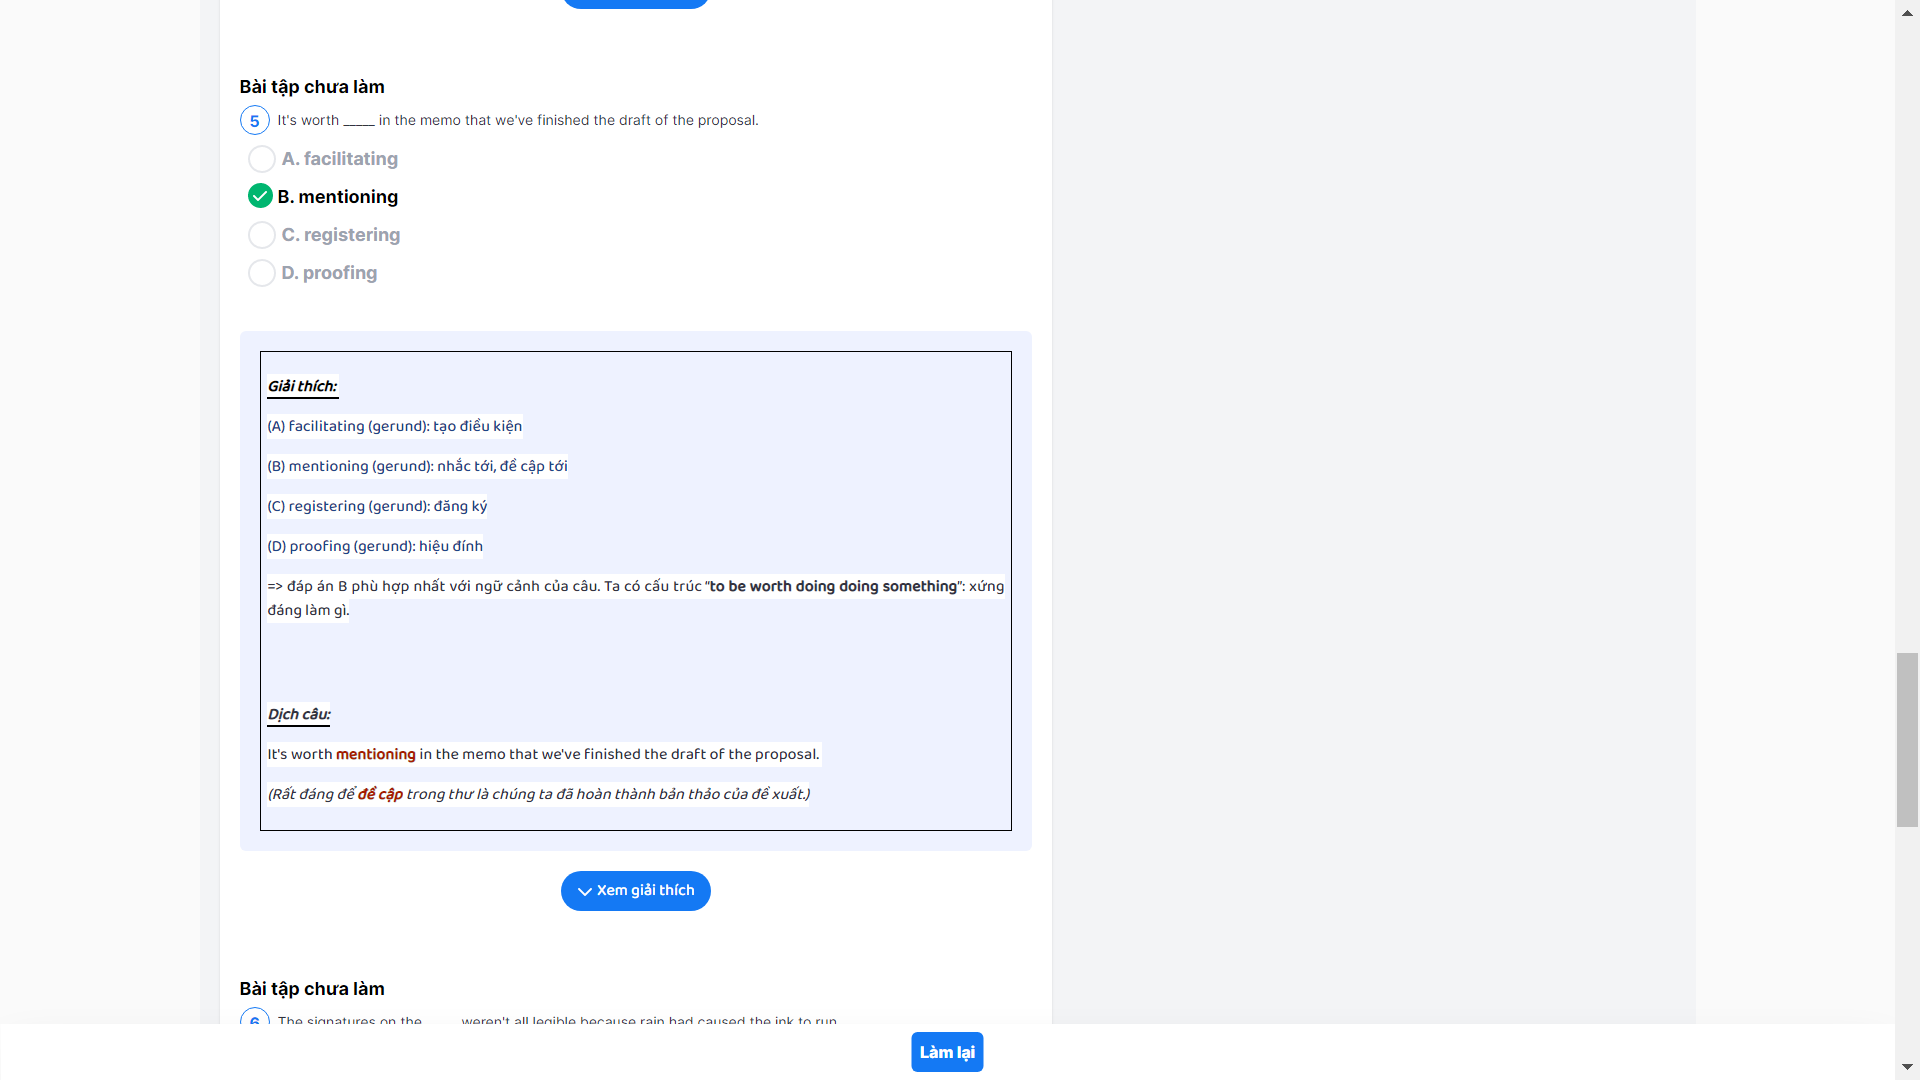 Bài tập chưa làm
5 It's worth _____ in the memo that we've finished the draft of the proposal.
A. facilitating
B. mentioning
C. registering
D. proofing
Giải thích:
(A) facilitating (gerund): tạo điều kiện
(B) mentioning (gerund): nhắc tới, đề cập tới
(C) registering (gerund): đăng ký
(D) proofing (gerund): hiệu đính
=> đáp án B phù hợp nhất với ngữ cảnh của câu. Ta có cấu trúc "to be worth doing doing something": xứng
đáng làm gì.
Dịch câu:
It's worth mentioning in the memo that we've finished the draft of the proposal.
(Rất đáng để đề cập trong thư là chúng ta đã hoàn thành bản thảo của đề xuất.)
Xem giải thích
Bài tập chưa làm
6 The signatures on the _____ weren't all legible because rain had caused the ink to run
Làm lại